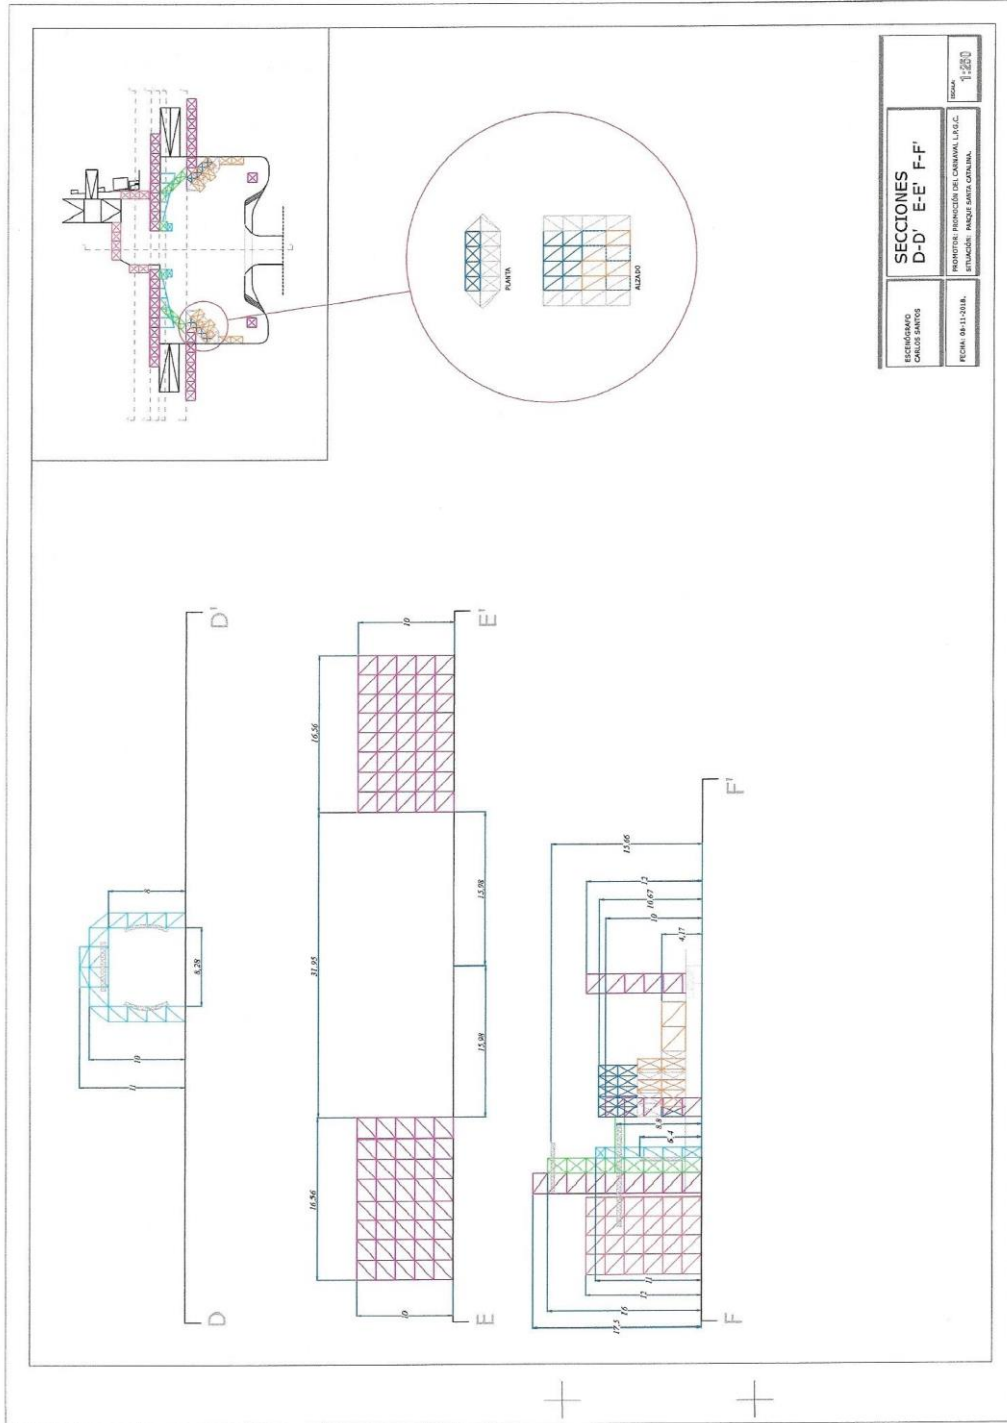 SECCIONES
D-D' E-E' F-F'
ESCENÓGRAFO
CARLOS SANTOS
FECHA: 08-11-2018.
PROMOTOR: PROMOCIÓN DEL CARNAVAL L.P.G.C.
SITUACIÓN: PARQUE SANTA CATALINA.
ESCALA:
1:250
PLANTA
ALZADO
D
D'
11
10
8,28
8
E
E'
10
16,56
31,95
16,56
10
15,98
15,98
F
F'
17,5
16
12
11
6,4
8,8
4,17
10
10,67
12
15,66